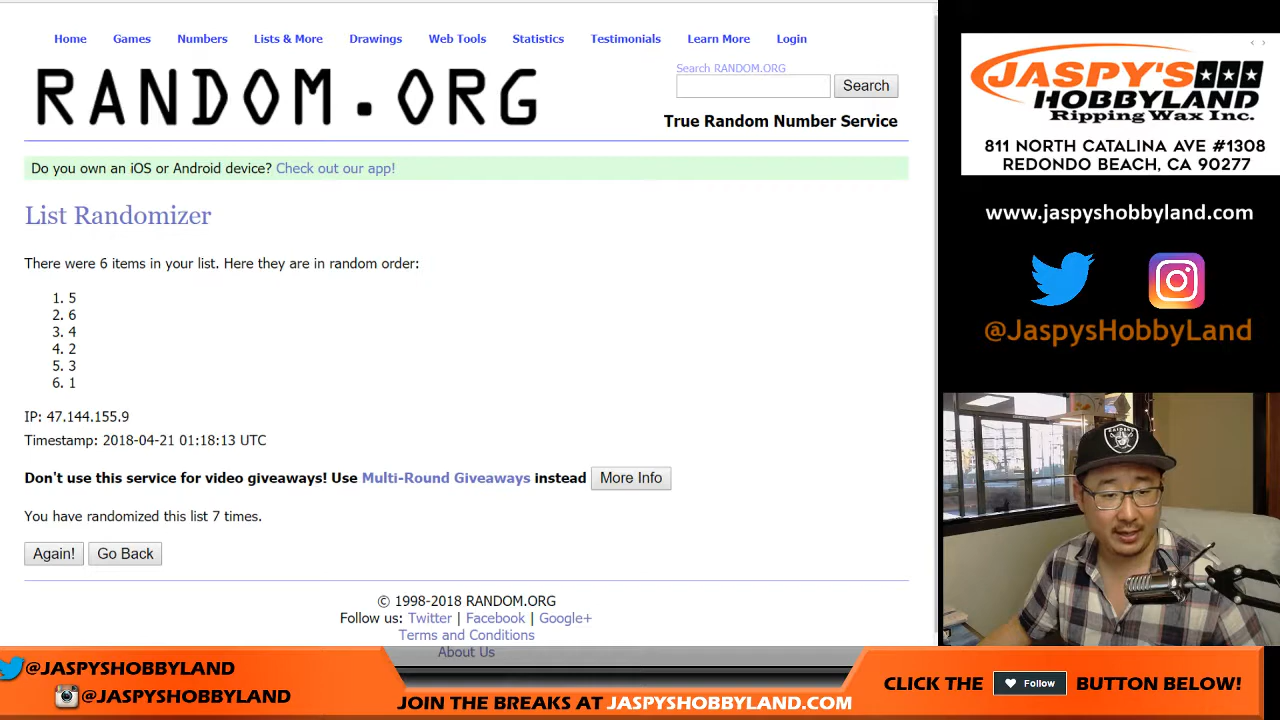 Home Games Numbers Lists & More Drawings Web Tools Statistics Testimonials Learn More Login
RANDOM.ORG
Search RANDOM.ORG
Search
True Random Number Service
Do you own an iOS or Android device? Check out our app!
List Randomizer
There were 6 items in your list. Here they are in random order:
1. 5
2. 6
3. 4
4. 2
5. 3
6. 1
IP: 47.144.155.9
Timestamp: 2018-04-21 01:18:13 UTC
Don't use this service for video giveaways! Use Multi-Round Giveaways instead More Info
You have randomized this list 7 times.
Again! Go Back
© 1998-2018 RANDOM.ORG
Follow us: Twitter | Facebook | Google+
Terms and Conditions
About Us
JASPY'S
HOBBYLAND
Ripping Wax Inc.
811 NORTH CATALINA AVE #1308
REDONDO BEACH, CA 90277
www.jaspyshobbyland.com
@JaspysHobbyLand
RAIDERS
@JASPYSHOBBYLAND
@JASPYSHOBBYLAND
JOIN THE BREAKS AT JASPYSHOBBYLAND.COM
CLICK THE Follow BUTTON BELOW!